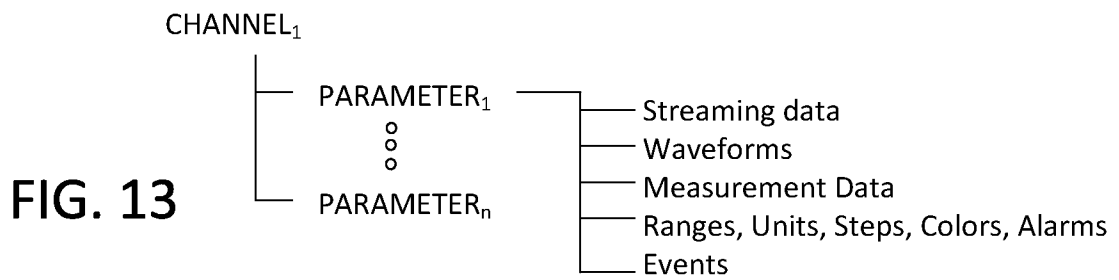 CHANNEL₁
PARAMETER₁
Streaming data
Waveforms
Measurement Data
PARAMETERₙ
Ranges, Units, Steps, Colors, Alarms
Events
FIG. 13